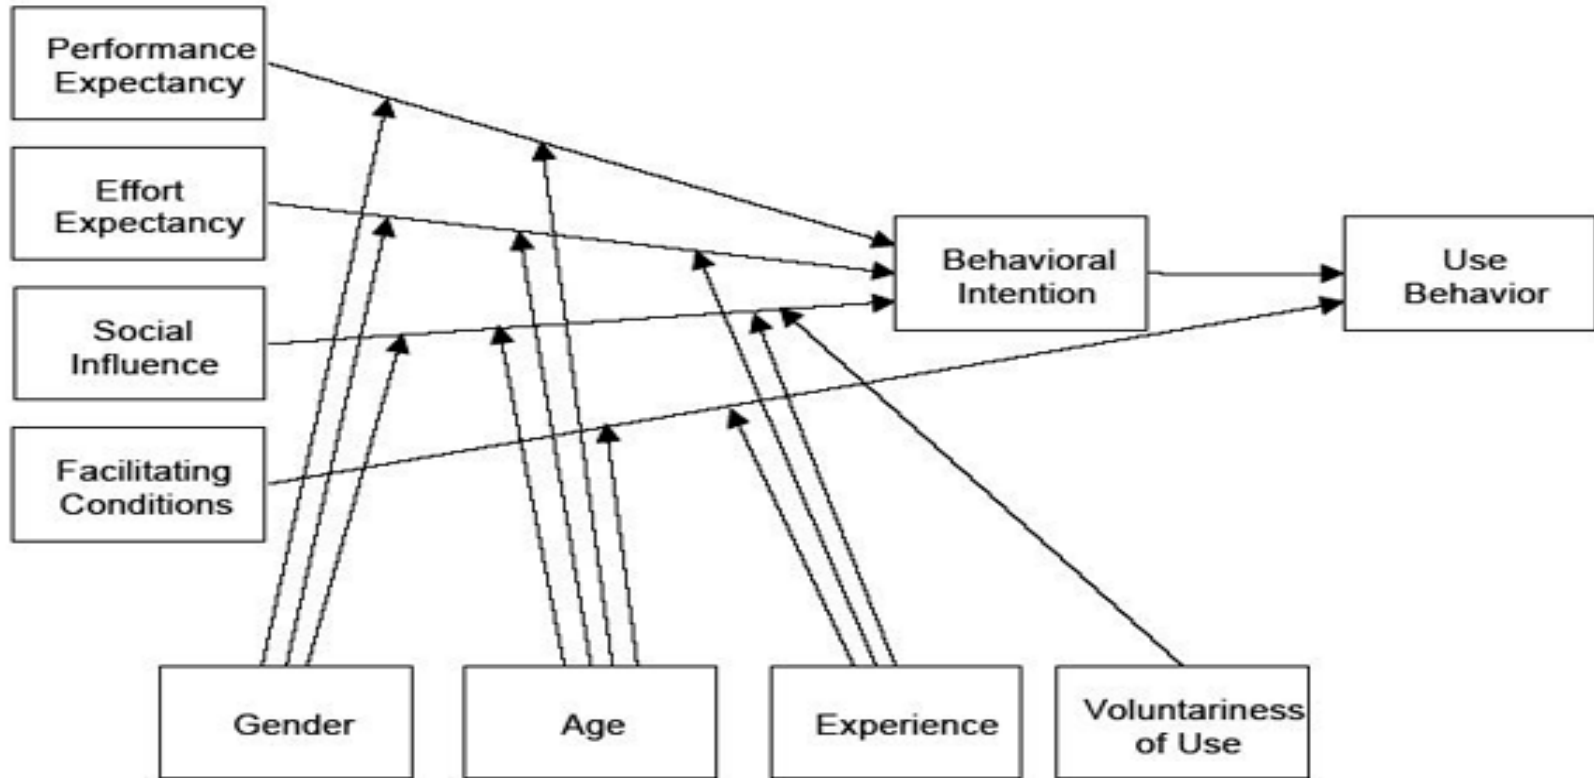 Performance
Expectancy
Effort
Expectancy
Social
Influence
Facilitating
Conditions
Behavioral
Intention
Use
Behavior
Gender
Age
Experience
Voluntariness
of Use